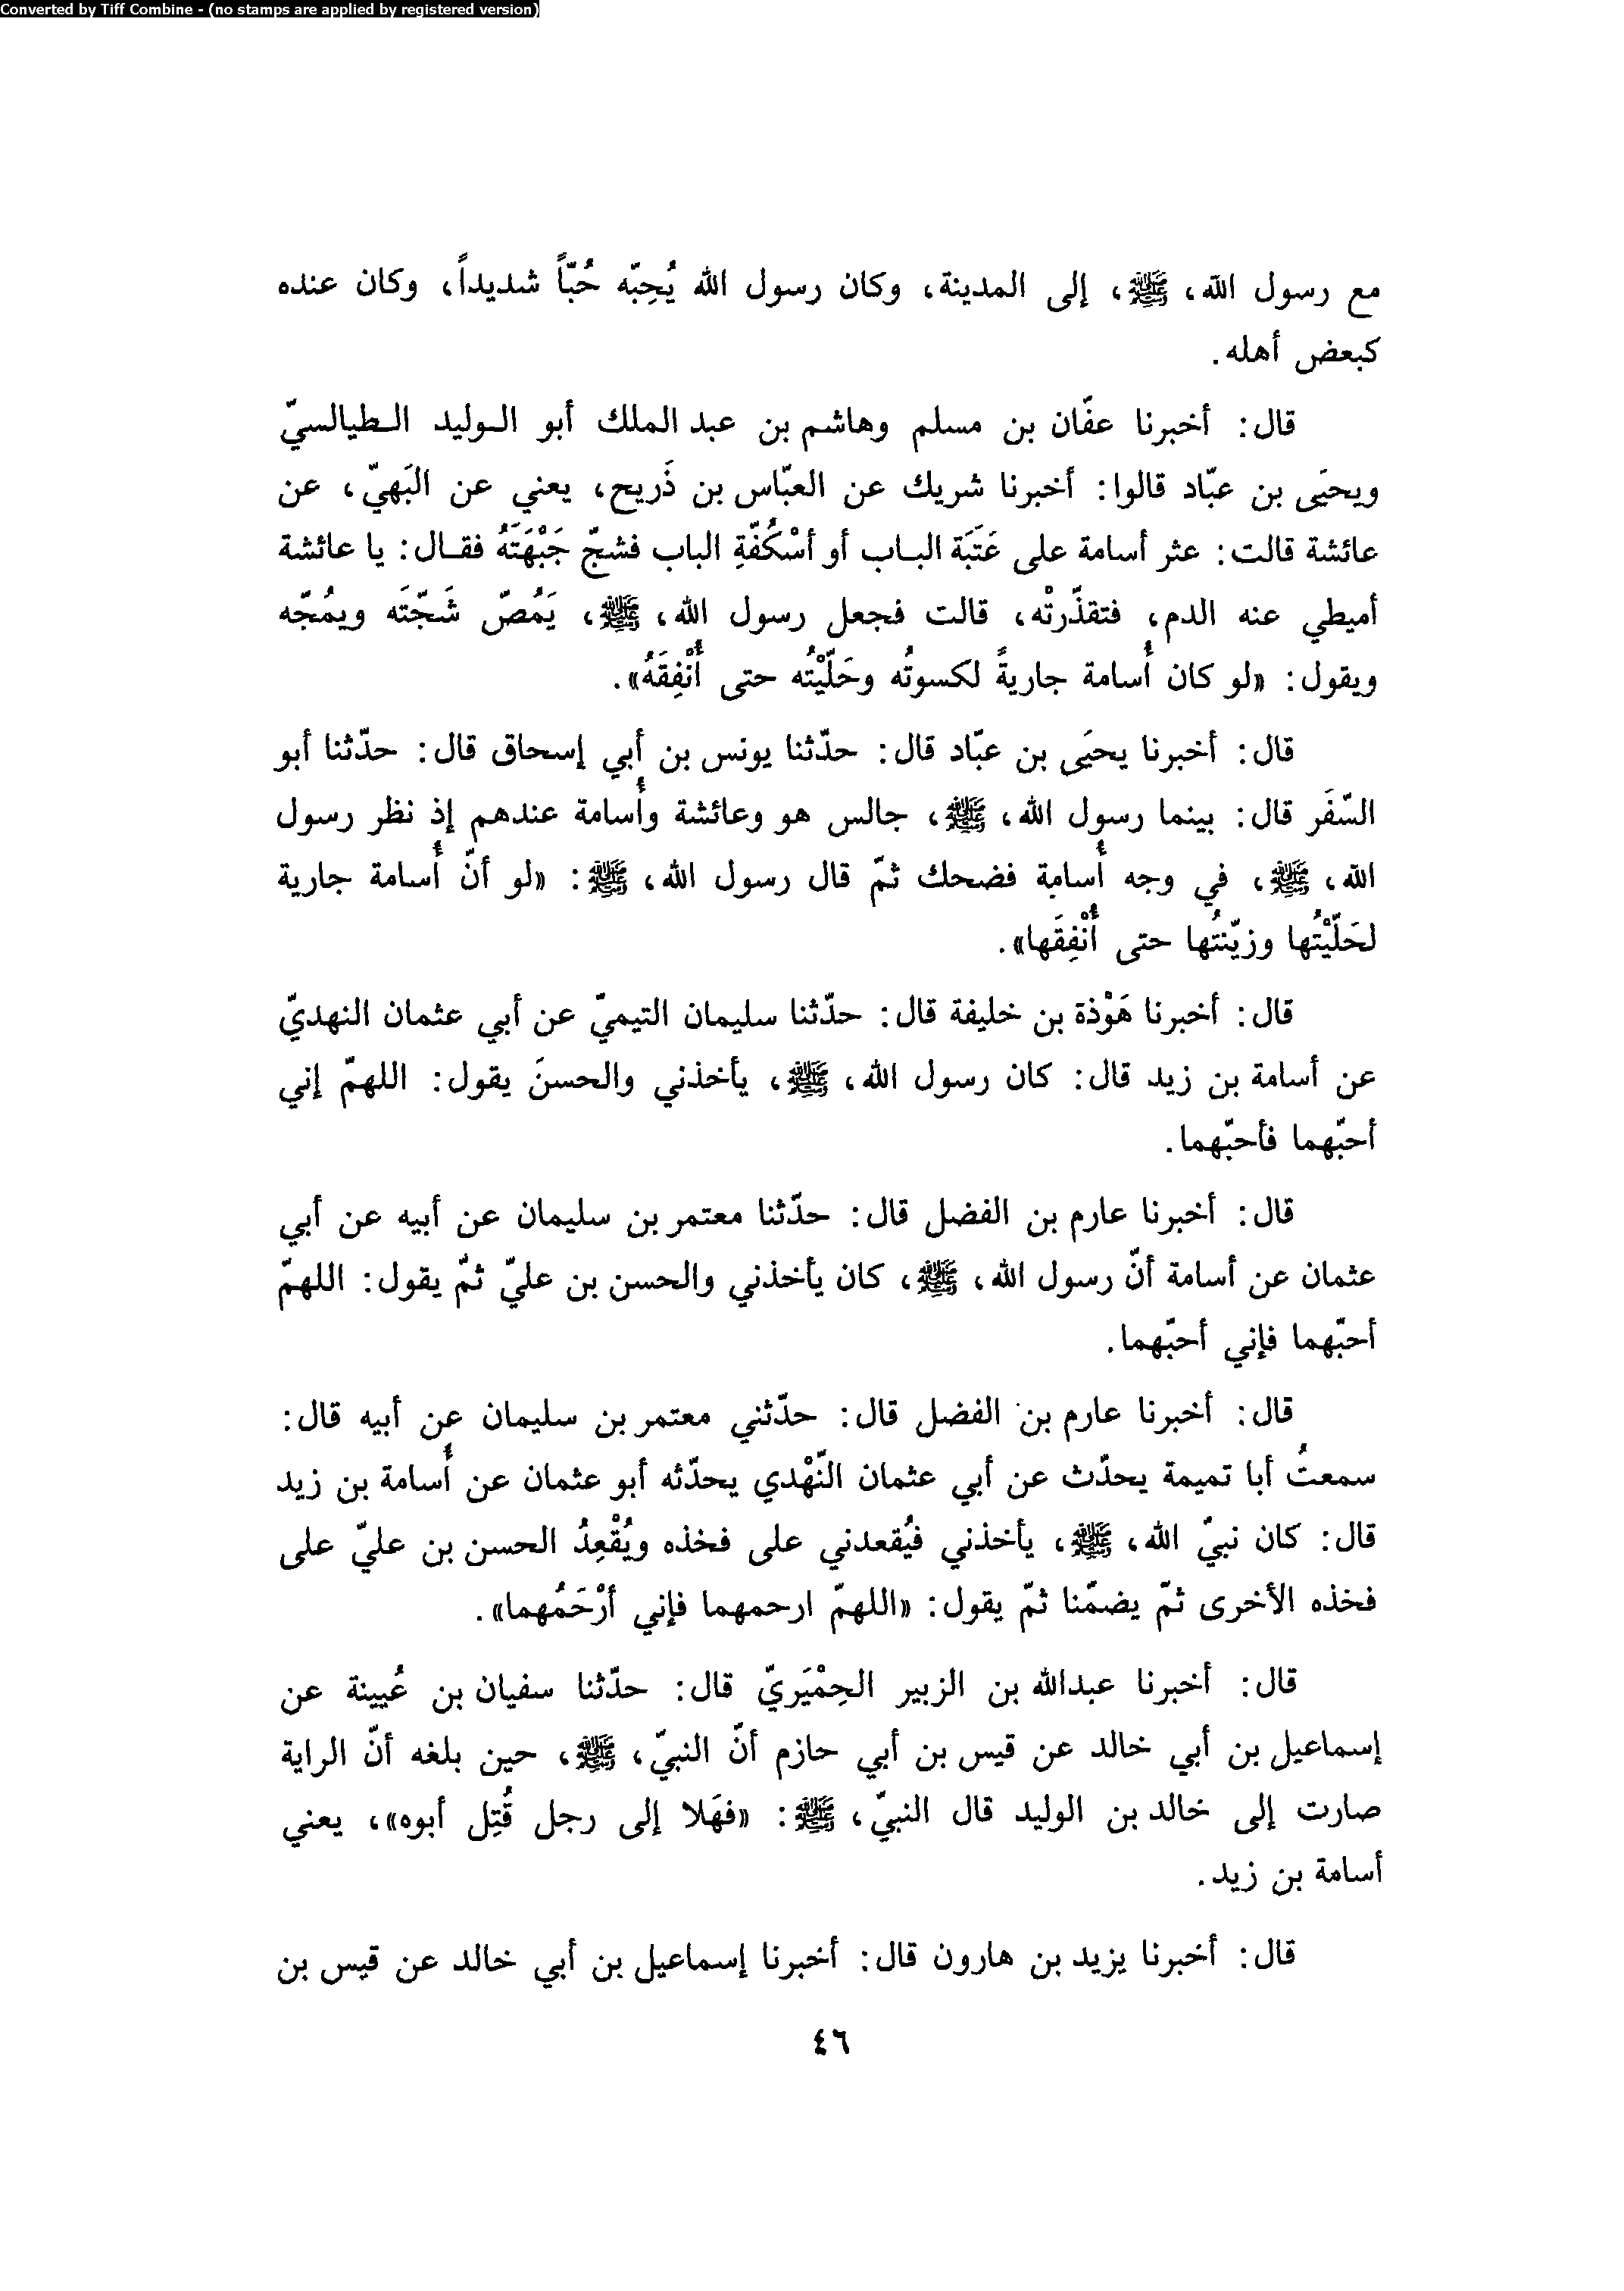 Converted by Tiff Combine - (no stamps are applied by registered version)
مع رسول الله، ﷺ، إلى المدينة، وكان رسول الله يُحِبّه حُبّاً شديداً، وكان عنده
كبعض أهله.
قال: أخبرنا عفّان بن مسلم وهاشم بن عبد الملك أبو الوليد الطيالسيّ
ويحيَى بن عبّاد قالوا: أخبرنا شريك عن العبّاس بن ذَريح، يعني عن البَهيّ، عن
عائشة قالت: عثر أسامة على عَتَبَة الباب أو أسْكُفّةِ الباب فشجّ جَبْهَتَهُ فقال: يا عائشة
أميطي عنه الدم، فتقذّرتْه، قالت فجعل رسول الله، ﷺ، يَمُصّ شَجّتَه ويمُجّه
ويقول: «لو كان أُسامة جاريةً لكسوتُه وحَلّيْتُه حتى أُنْفِقَهُ».
قال: أخبرنا يحيَى بن عبّاد قال: حدّثنا يونس بن أبي إسحاق قال: حدّثنا أبو
السّفَر قال: بينما رسول الله، ﷺ، جالس هو وعائشة وأُسامة عندهم إذ نظر رسول
الله، ﷺ، في وجه أُسامة فضحك ثمّ قال رسول الله، ﷺ: «لو أنّ أُسامة جارية
لحَلّيْتُها وزيّنتُها حتى أُنْفِقَها».
قال: أخبرنا هَوْذة بن خليفة قال: حدّثنا سليمان التيميّ عن أبي عثمان النهديّ
عن أسامة بن زيد قال: كان رسول الله، ﷺ، يأخذني والحسنَ يقول: اللهمّ إني
أحبّهما فأحبّهما.
قال: أخبرنا عارم بن الفضل قال: حدّثنا معتمر بن سليمان عن أبيه عن أبي
عثمان عن أسامة أنّ رسول الله، ﷺ، كان يأخذني والحسن بن عليّ ثمّ يقول: اللهمّ
أحبّهما فإني أحبّهما.
قال: أخبرنا عارم بن الفضل قال: حدّثني معتمر بن سليمان عن أبيه قال:
سمعتُ أبا تميمة يحدّث عن أبي عثمان النّهْدي يحدّثه أبو عثمان عن أُسامة بن زيد
قال: كان نبيّ الله، ﷺ، يأخذني فيُقعدني على فخذه ويُقْعِدُ الحسن بن عليّ على
فخذه الأخرى ثمّ يضمّنا ثمّ يقول: «اللهمّ ارحمهما فإني أرْحَمُهما».
قال: أخبرنا عبدالله بن الزبير الحِمْيَريّ قال: حدّثنا سفيان بن عُيينة عن
إسماعيل بن أبي خالد عن قيس بن أبي حازم أنّ النبيّ، ﷺ، حين بلغه أنّ الراية
صارت إلى خالد بن الوليد قال النبيّ، ﷺ: «فهَلا إلى رجل قُتِل أبوه»، يعني
أسامة بن زيد.
قال: أخبرنا يزيد بن هارون قال: أخبرنا إسماعيل بن أبي خالد عن قيس بن
٤٦